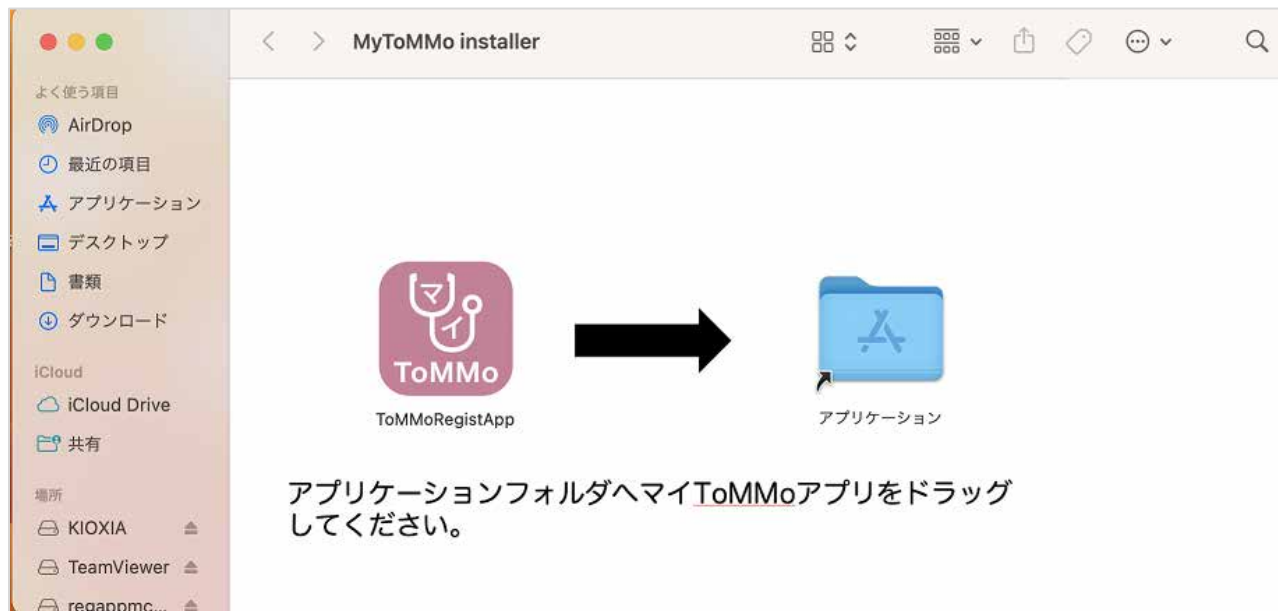 MyToMMo installer
よく使う項目
AirDrop
最近の項目
アプリケーション
デスクトップ
書類
ダウンロード
iCloud
iCloud Drive
共有
場所
KIOXIA
TeamViewer
regappmc...
マイ
ToMMo
ToMMoRegistApp
アプリケーション
アプリケーションフォルダへマイToMMoアプリをドラッグ
してください。